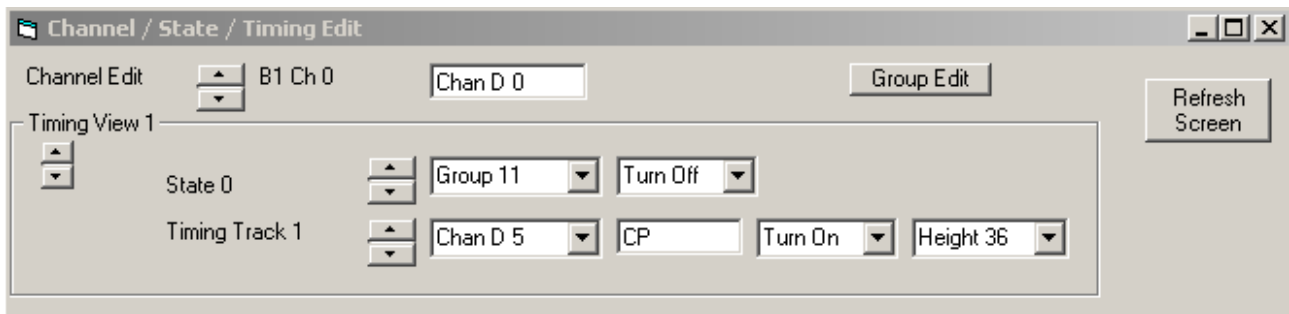 Channel / State / Timing Edit
Channel Edit B1 Ch 0 Chan D 0 Group Edit
Refresh
Screen
Timing View 1
State 0 Group 11 Turn Off
Timing Track 1 Chan D 5 CP Turn On Height 36